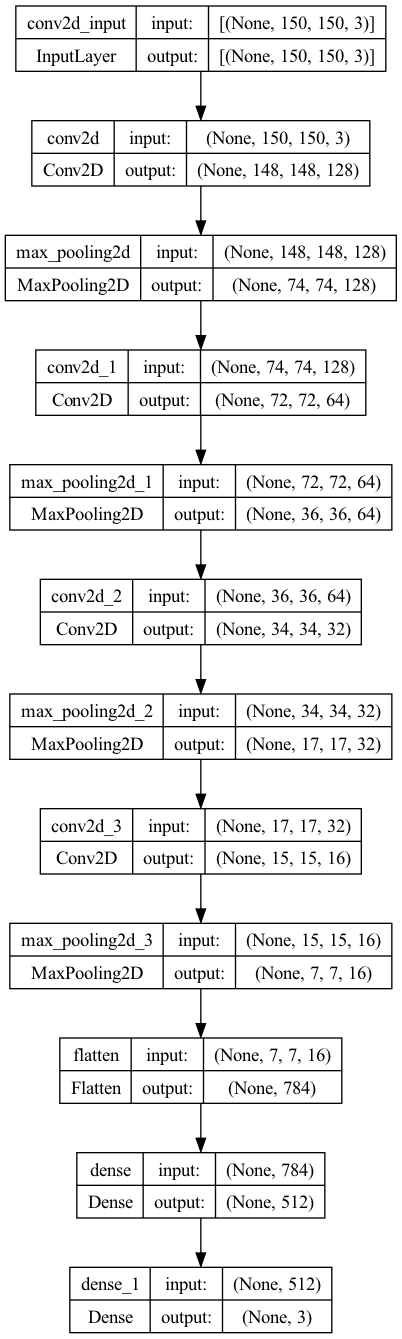 conv2d_input input: [(None, 150, 150, 3)]
InputLayer output: [(None, 150, 150, 3)]
conv2d input: (None, 150, 150, 3)
Conv2D output: (None, 148, 148, 128)
max_pooling2d input: (None, 148, 148, 128)
MaxPooling2D output: (None, 74, 74, 128)
conv2d_1 input: (None, 74, 74, 128)
Conv2D output: (None, 72, 72, 64)
max_pooling2d_1 input: (None, 72, 72, 64)
MaxPooling2D output: (None, 36, 36, 64)
conv2d_2 input: (None, 36, 36, 64)
Conv2D output: (None, 34, 34, 32)
max_pooling2d_2 input: (None, 34, 34, 32)
MaxPooling2D output: (None, 17, 17, 32)
conv2d_3 input: (None, 17, 17, 32)
Conv2D output: (None, 15, 15, 16)
max_pooling2d_3 input: (None, 15, 15, 16)
MaxPooling2D output: (None, 7, 7, 16)
flatten input: (None, 7, 7, 16)
Flatten output: (None, 784)
dense input: (None, 784)
Dense output: (None, 512)
dense_1 input: (None, 512)
Dense output: (None, 3)